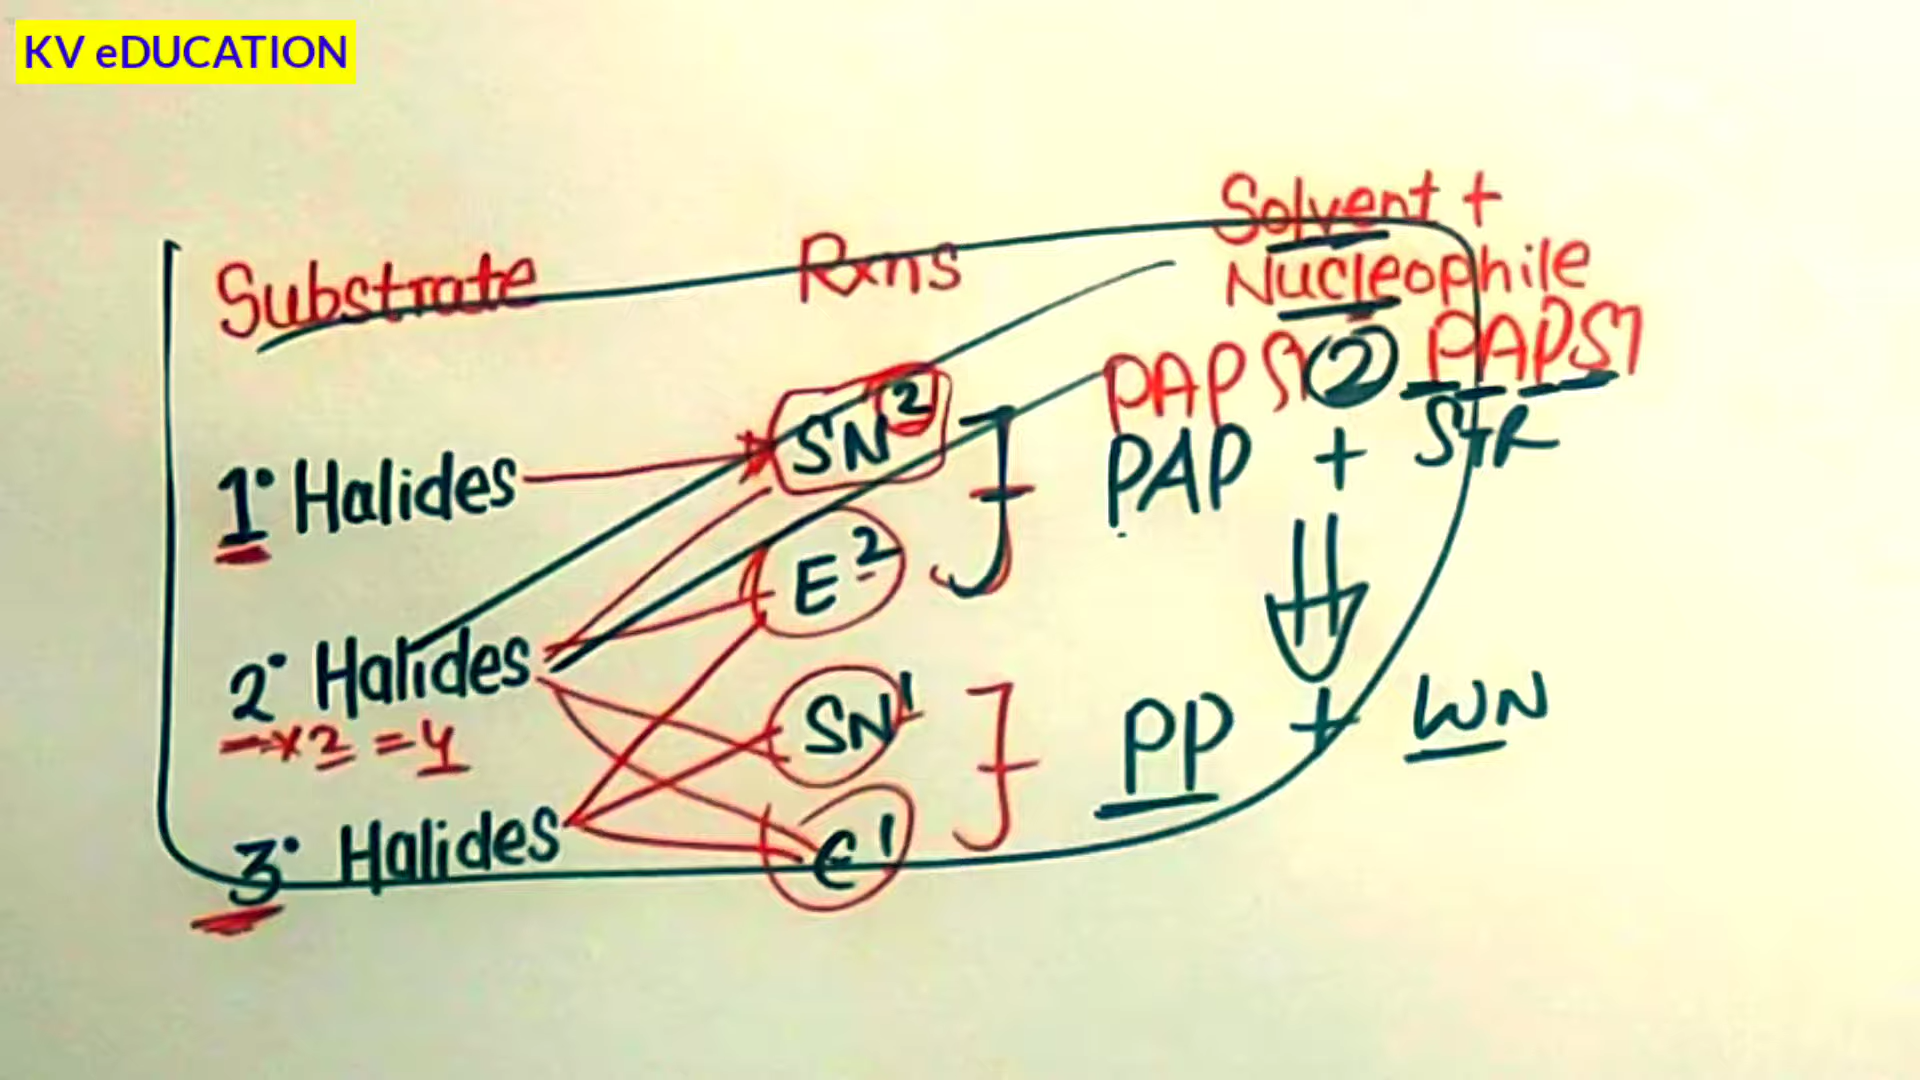 KV eDUCATION
Substrate Rxns Solvent +
Nucleophile
PAPS ② PAPST
1° Halides SN² PAP + STR
E²
2° Halides
×2 = 4
SN¹ PP + WN
3° Halides E¹